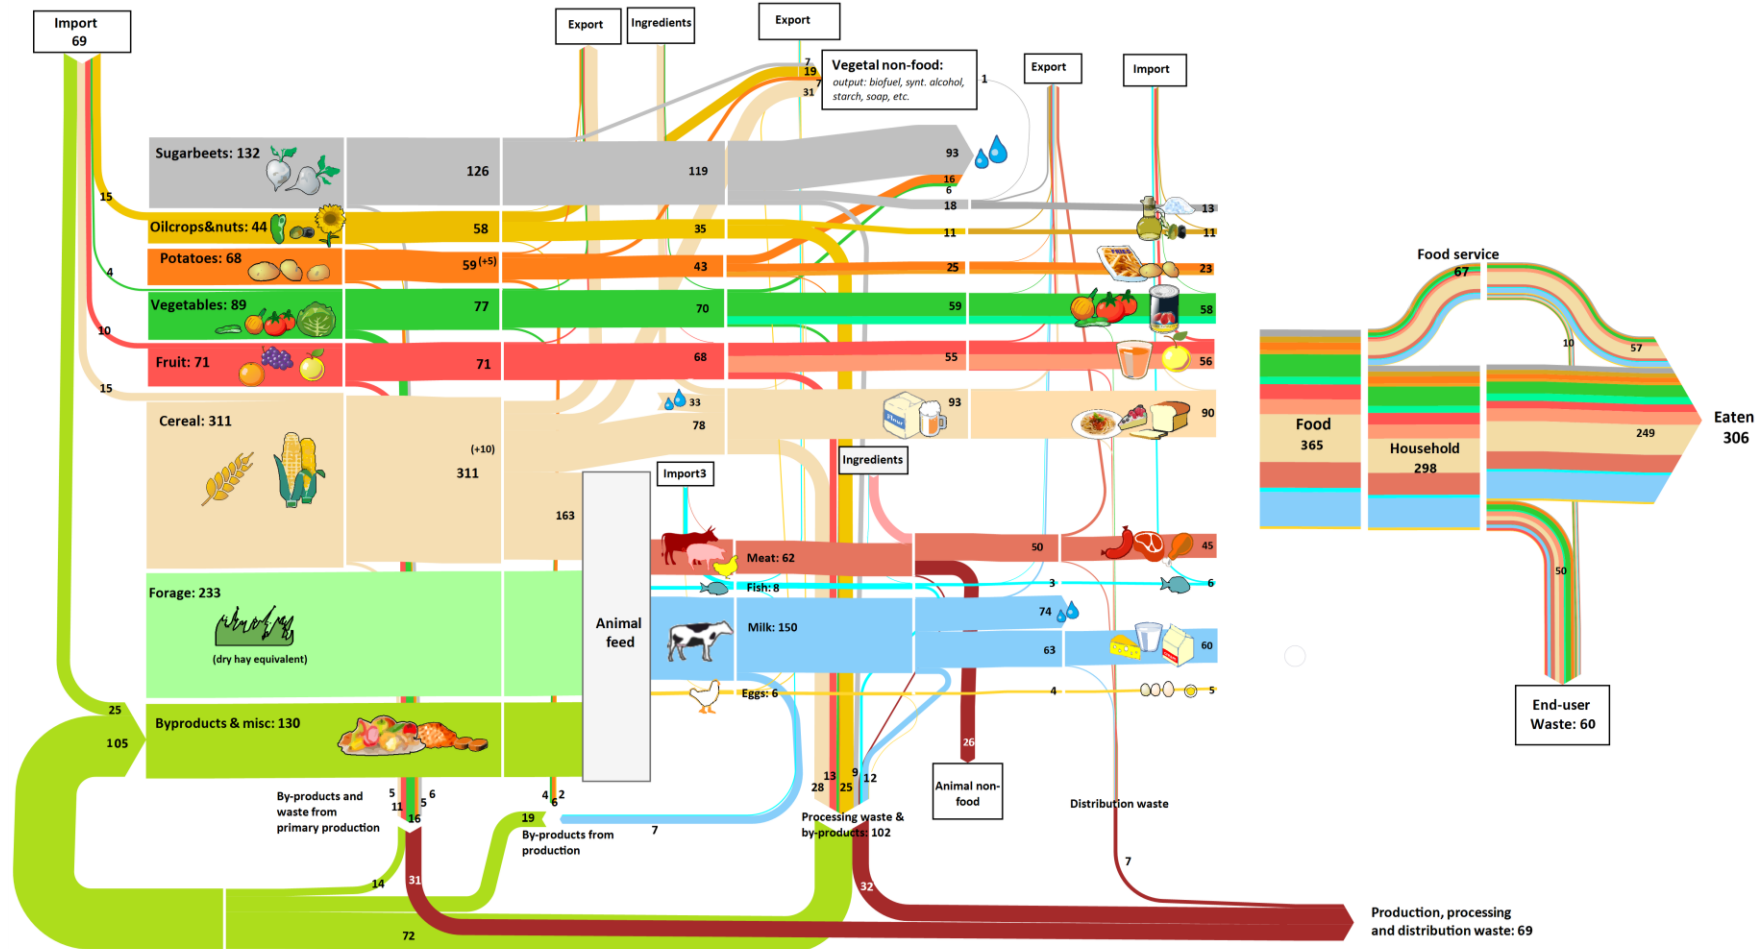 Import
69
Export
Ingredients
Export
Vegetal non-food:
output: biofuel, synt. alcohol,
starch, soap, etc.
7
19
7
31
1
Export
Import
Sugarbeets: 132
126
119
93
16
6
18
13
15
Oilcrops&nuts: 44
58
35
11
11
Potatoes: 68
59 (+5)
43
25
23
4
Vegetables: 89
77
70
59
58
10
Fruit: 71
71
68
55
56
15
Cereal: 311
(+10)
311
33
78
93
Flour
90
163
Import3
Ingredients
Meat: 62
50
45
Fish: 8
3
6
Forage: 233
(dry hay equivalent)
Animal
feed
Milk: 150
74
63
60
Eggs: 6
4
5
25
105
Byproducts & misc: 130
26
Animal non-
food
By-products and
waste from
primary production
5
11
16
5
6
4
6
2
19
By-products from
production
7
28
13
25
9
12
Processing waste &
by-products: 102
Distribution waste
7
14
31
32
72
Production, processing
and distribution waste: 69
Food service
67
10
57
Food
365
Household
298
249
Eaten
306
50
End-user
Waste: 60